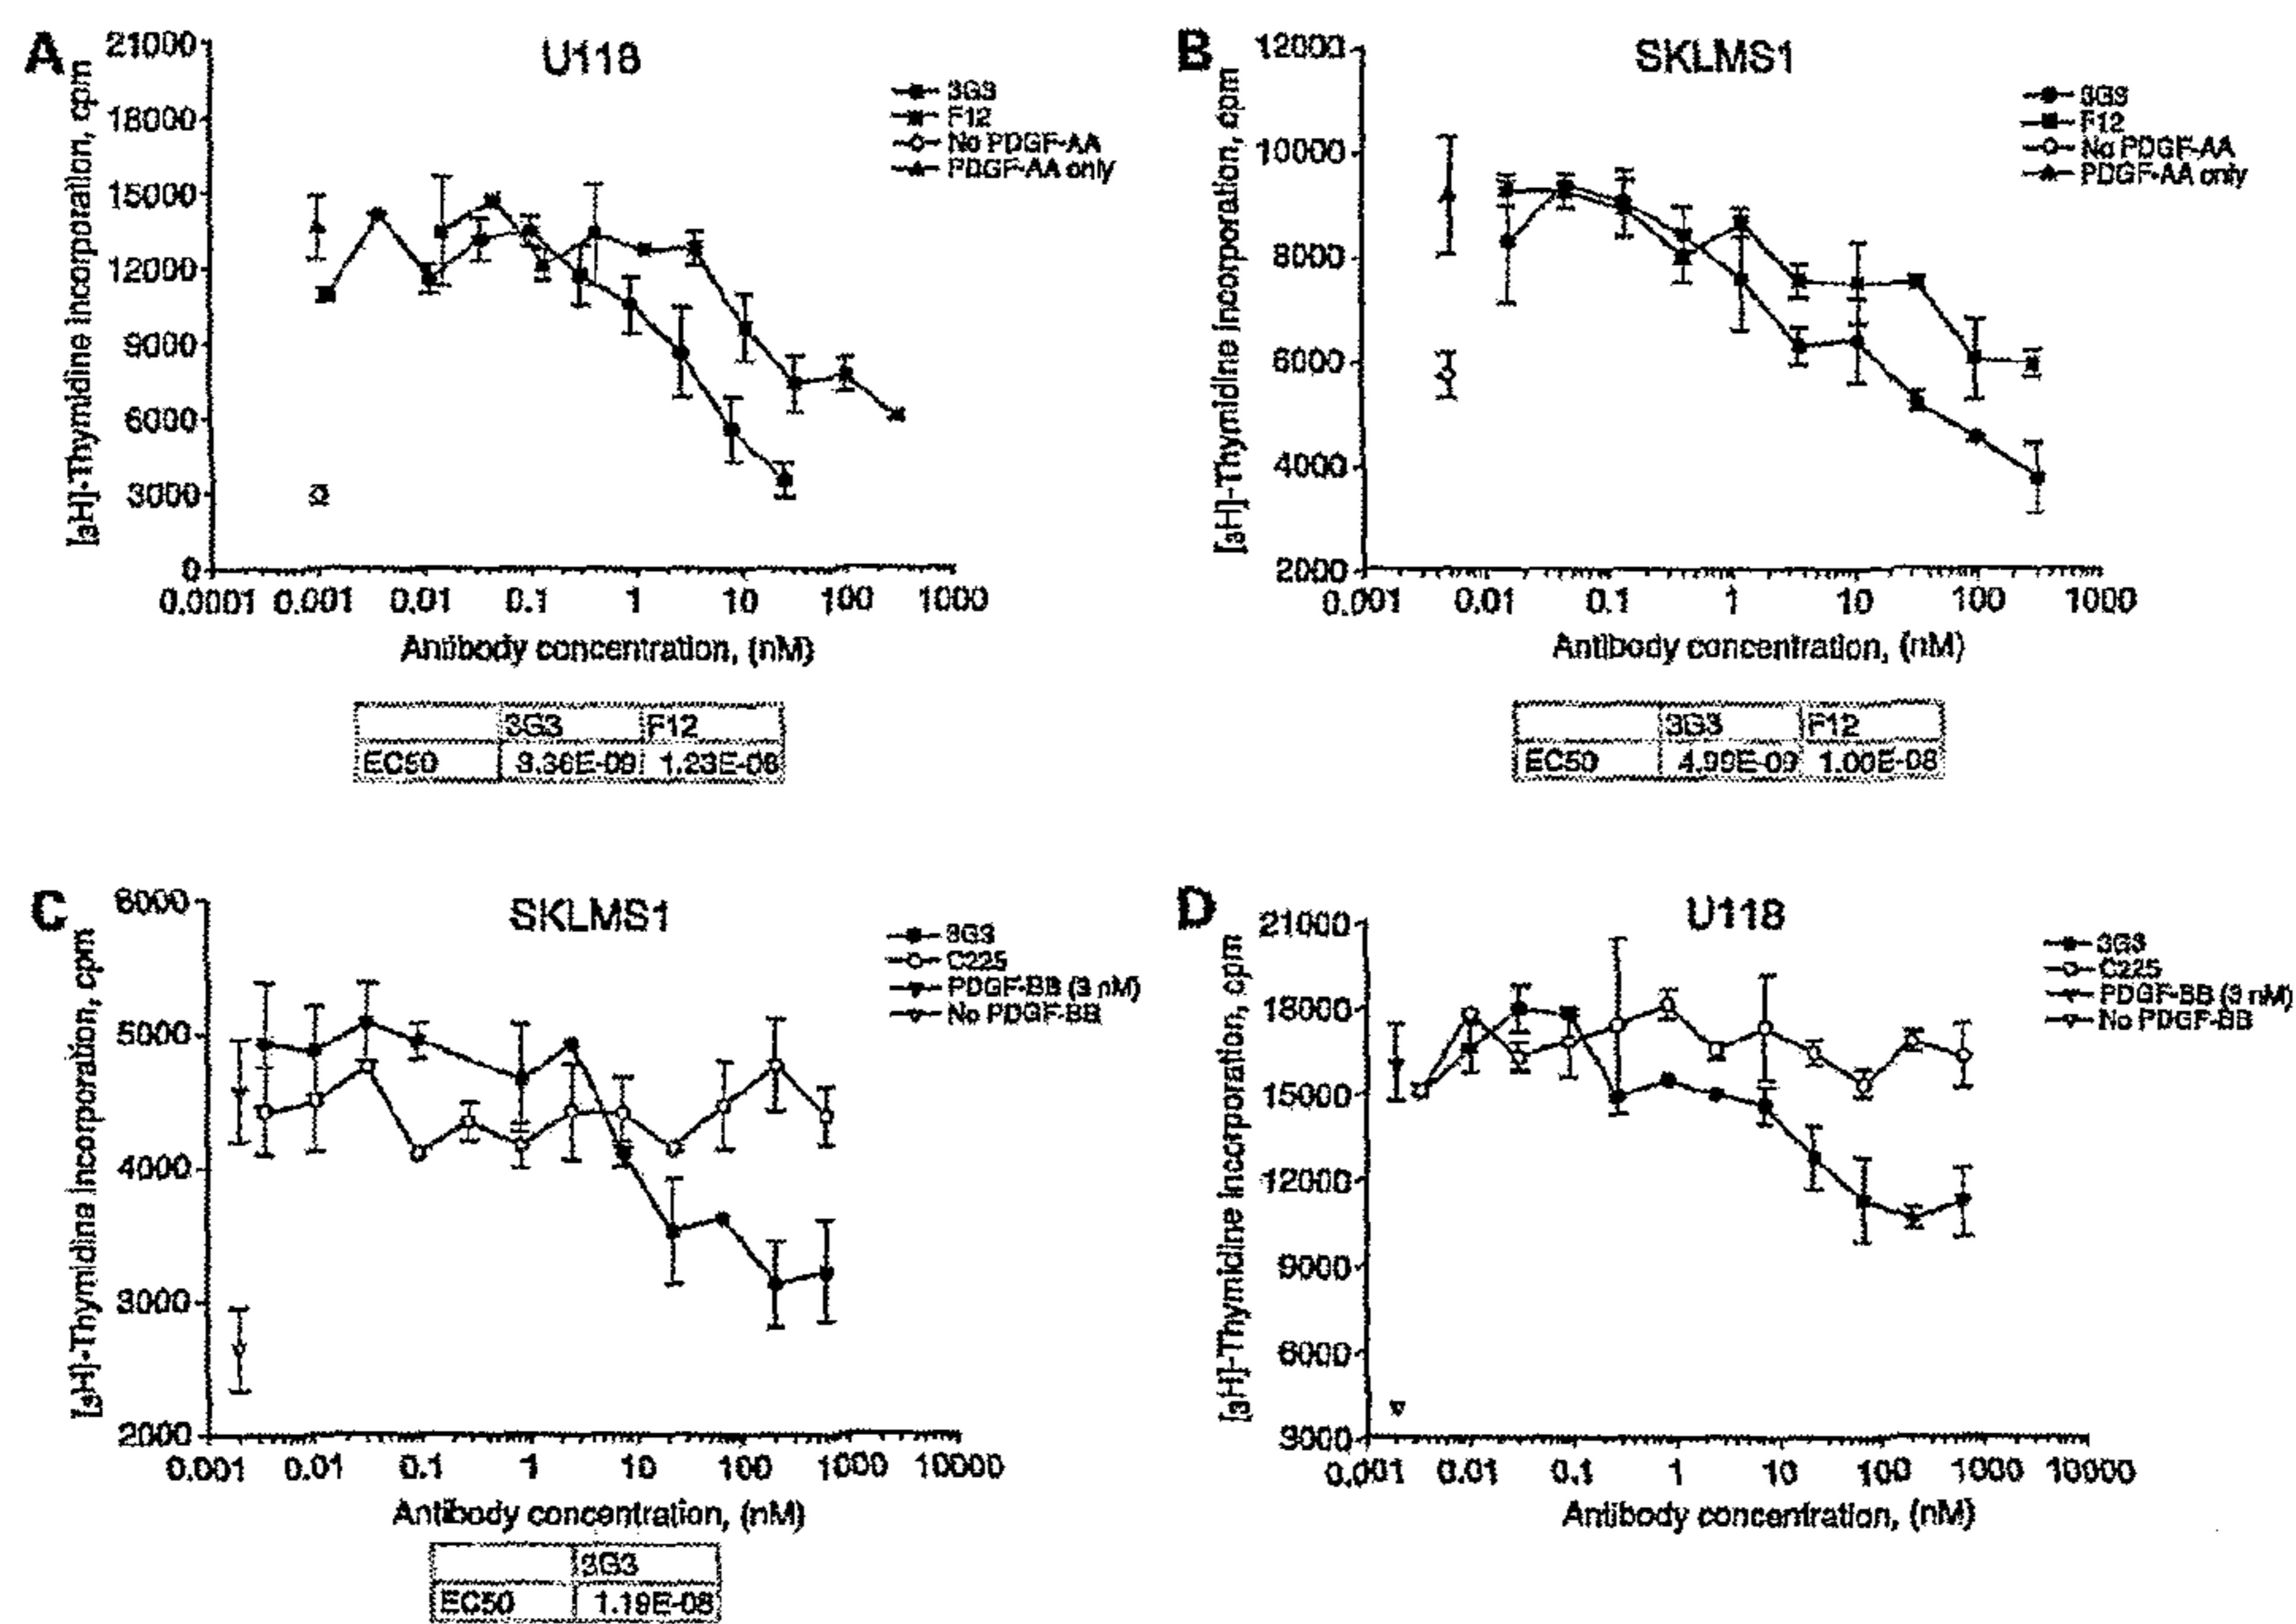 A
U118
21000
18000
15000
12000
9000
6000
3000
0
[3H]-Thymidine incorporation, cpm
3G3
F12
No PDGF-AA
PDGF-AA only
0.0001 0.001 0.01 0.1 1 10 100 1000
Antibody concentration, (nM)
3G3 F12
EC50 1.23E-08
B
SKLMS1
12000
10000
8000
6000
4000
2000
[3H]-Thymidine incorporation, cpm
3G3
F12
No PDGF-AA
PDGF-AA only
0.001 0.01 0.1 1 10 100 1000
Antibody concentration, (nM)
3G3 F12
EC50 4.99E-09 1.00E-08
C
SKLMS1
6000
5000
4000
3000
2000
[3H]-Thymidine incorporation, cpm
3G3
C225
PDGF-BB (3 nM)
No PDGF-BB
0.001 0.01 0.1 1 10 100 1000 10000
Antibody concentration, (nM)
3G3
EC50 1.19E-08
D
U118
21000
18000
15000
12000
9000
6000
3000
[3H]-Thymidine incorporation, cpm
3G3
C225
PDGF-BB (3 nM)
No PDGF-BB
0.001 0.01 0.1 1 10 100 1000 10000
Antibody concentration, (nM)